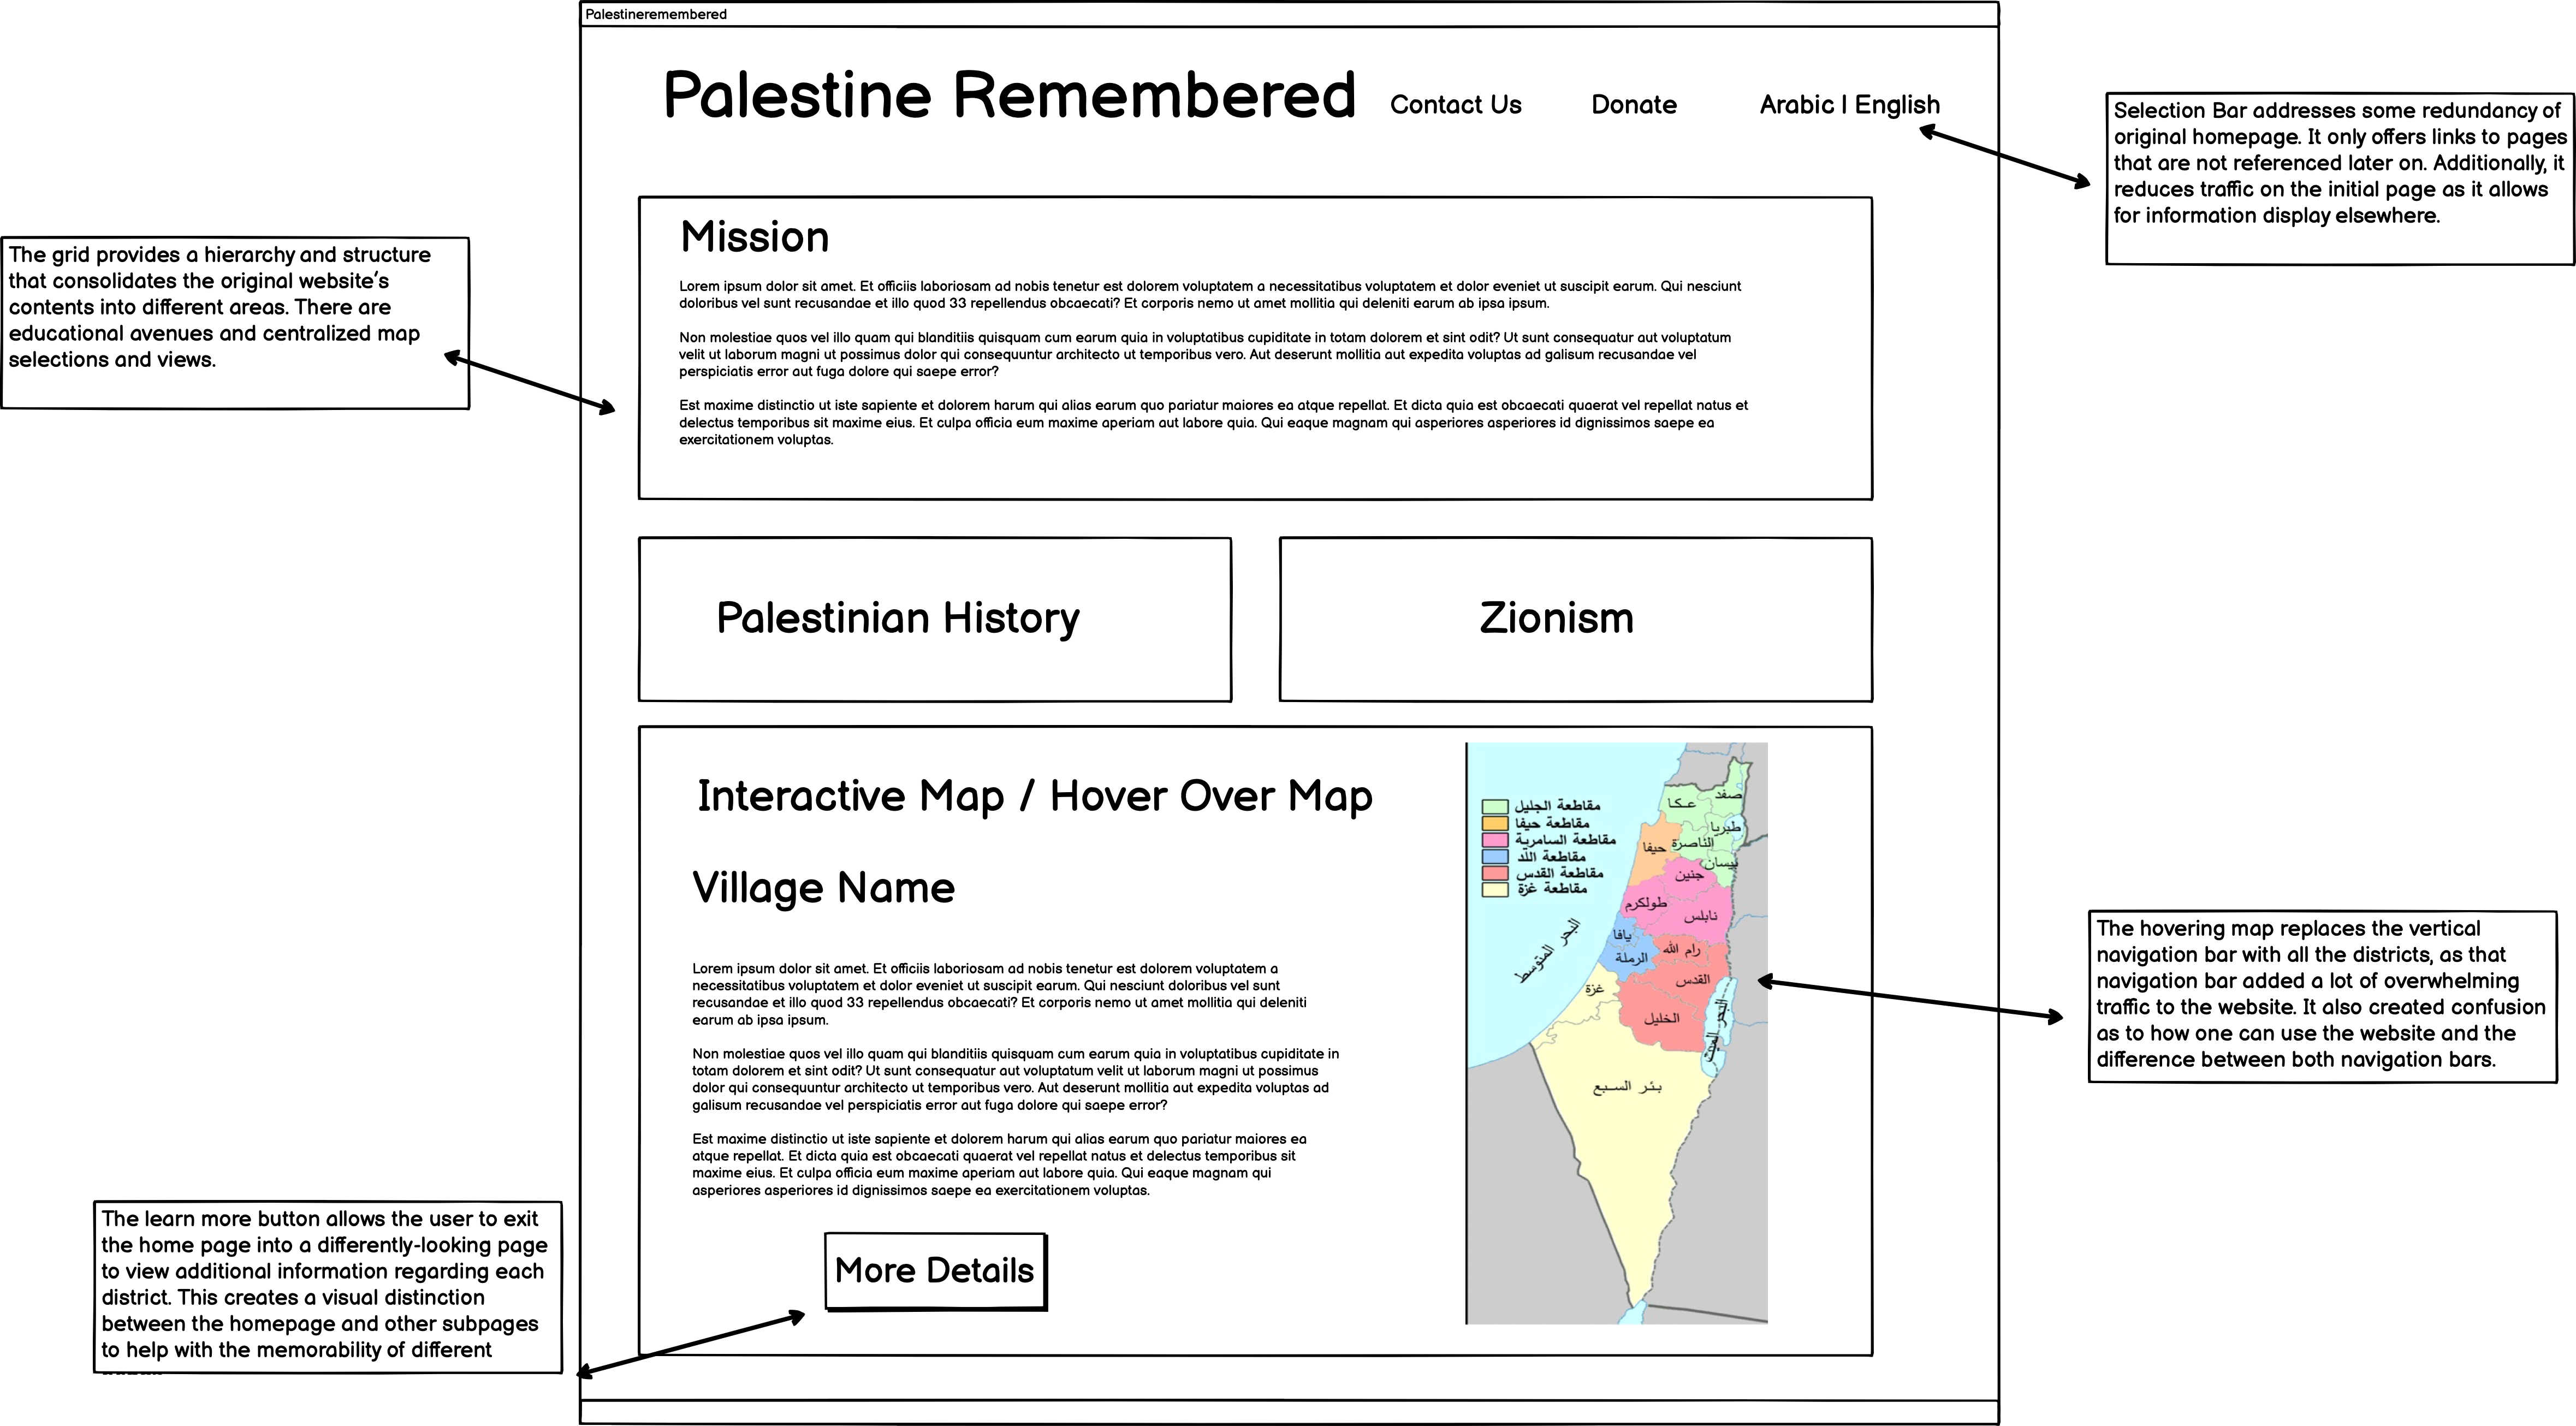 Palestineremembered
Palestine Remembered
Contact Us
Donate
Arabic | English
Selection Bar addresses some redundancy of
original homepage. It only offers links to pages
that are not referenced later on. Additionally, it
reduces traffic on the initial page as it allows
for information display elsewhere.
The grid provides a hierarchy and structure
that consolidates the original website's
contents into different areas. There are
educational avenues and centralized map
selections and views.
Mission
Lorem ipsum dolor sit amet. Et officiis laboriosam ad nobis tenetur est dolorem voluptatem a necessitatibus voluptatem et dolor eveniet ut suscipit earum. Qui nesciunt
doloribus vel sunt recusandae et illo quod 33 repellendus obcaecati? Et corporis nemo ut amet mollitia qui deleniti earum ab ipsa ipsum.
Non molestiae quos vel illo quam qui blanditiis quisquam cum earum quia in voluptatibus cupiditate in totam dolorem et sint odit? Ut sunt consequatur aut voluptatum
velit ut laborum magni ut possimus dolor qui consequuntur architecto ut temporibus vero. Aut deserunt mollitia aut expedita voluptas ad galisum recusandae vel
perspiciatis error aut fuga dolore qui saepe error?
Est maxime distinctio ut iste sapiente et dolorem harum qui alias earum quo pariatur maiores ea atque repellat. Et dicta quia est obcaecati quaerat vel repellat natus et
delectus temporibus sit maxime eius. Et culpa officia eum maxime aperiam aut labore quia. Qui eaque magnam qui asperiores asperiores id dignissimos saepe ea
exercitationem voluptas.
Palestinian History
Zionism
Interactive Map / Hover Over Map
Village Name
Lorem ipsum dolor sit amet. Et officiis laboriosam ad nobis tenetur est dolorem voluptatem a
necessitatibus voluptatem et dolor eveniet ut suscipit earum. Qui nesciunt doloribus vel sunt
recusandae et illo quod 33 repellendus obcaecati? Et corporis nemo ut amet mollitia qui deleniti
earum ab ipsa ipsum.
Non molestiae quos vel illo quam qui blanditiis quisquam cum earum quia in voluptatibus cupiditate in
totam dolorem et sint odit? Ut sunt consequatur aut voluptatum velit ut laborum magni ut possimus
dolor qui consequuntur architecto ut temporibus vero. Aut deserunt mollitia aut expedita voluptas ad
galisum recusandae vel perspiciatis error aut fuga dolore qui saepe error?
Est maxime distinctio ut iste sapiente et dolorem harum qui alias earum quo pariatur maiores ea
atque repellat. Et dicta quia est obcaecati quaerat vel repellat natus et delectus temporibus sit
maxime eius. Et culpa officia eum maxime aperiam aut labore quia. Qui eaque magnam qui
asperiores asperiores id dignissimos saepe ea exercitationem voluptas.
More Details
مقاطعة الجليل
مقاطعة حيفا
مقاطعة السامرية
مقاطعة اللد
مقاطعة القدس
مقاطعة غزة
صفد
عـكـا
طبريا
الناصرة
حيفا
بيسان
جنين
طولكرم
نابلس
يافا
رام الله
الرملة
القدس
غزة
الخليل
بـئـر السـبـع
البحر المتوسط
البحر الميت
The hovering map replaces the vertical
navigation bar with all the districts, as that
navigation bar added a lot of overwhelming
traffic to the website. It also created confusion
as to how one can use the website and the
difference between both navigation bars.
The learn more button allows the user to exit
the home page into a differently-looking page
to view additional information regarding each
district. This creates a visual distinction
between the homepage and other subpages
to help with the memorability of different